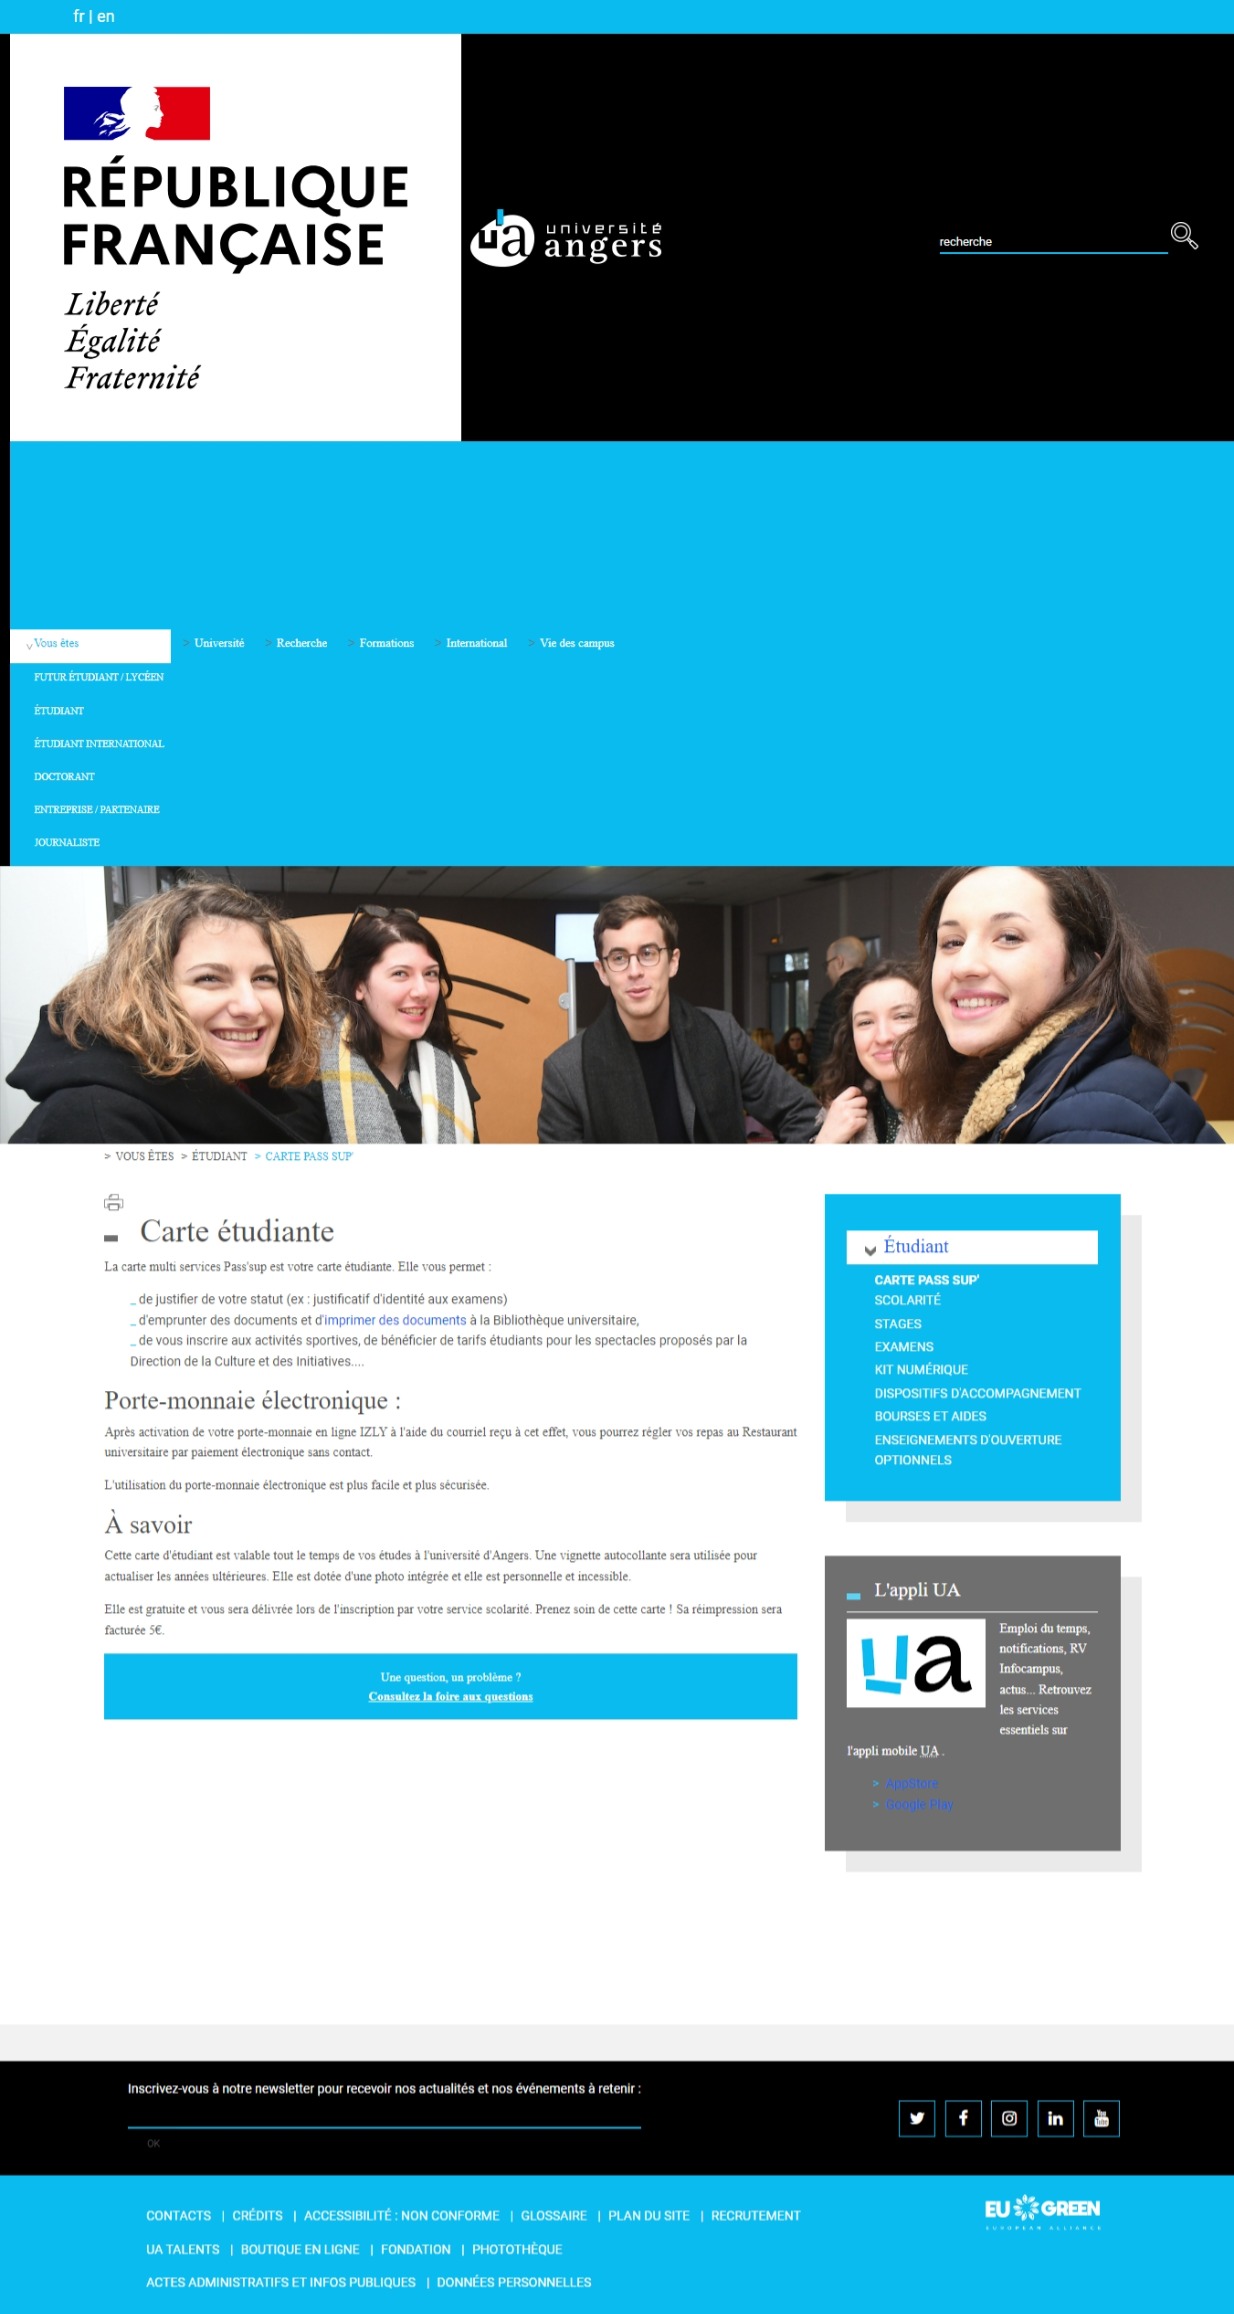 fr | en
RÉPUBLIQUE
FRANÇAISE
Liberté
Égalité
Fraternité
ua université
angers
recherche
Vous êtes > Université > Recherche > Formations > International > Vie des campus
FUTUR ÉTUDIANT / LYCÉEN
ÉTUDIANT
ÉTUDIANT INTERNATIONAL
DOCTORANT
ENTREPRISE / PARTENAIRE
JOURNALISTE
> VOUS ÊTES > ÉTUDIANT > CARTE PASS SUP'
Carte étudiante
La carte multi services Pass'sup est votre carte étudiante. Elle vous permet :
_ de justifier de votre statut (ex : justificatif d'identité aux examens)
_ d'emprunter des documents et d'imprimer des documents à la Bibliothèque universitaire,
_ de vous inscrire aux activités sportives, de bénéficier de tarifs étudiants pour les spectacles proposés par la
Direction de la Culture et des Initiatives....
Porte-monnaie électronique :
Après activation de votre porte-monnaie en ligne IZLY à l'aide du courriel reçu à cet effet, vous pourrez régler vos repas au Restaurant
universitaire par paiement électronique sans contact.
L'utilisation du porte-monnaie électronique est plus facile et plus sécurisée.
À savoir
Cette carte d'étudiant est valable tout le temps de vos études à l'université d'Angers. Une vignette autocollante sera utilisée pour
actualiser les années ultérieures. Elle est dotée d'une photo intégrée et elle est personnelle et incessible.
Elle est gratuite et vous sera délivrée lors de l'inscription par votre service scolarité. Prenez soin de cette carte ! Sa réimpression sera
facturée 5€.
Une question, un problème ?
Consultez la foire aux questions
Étudiant
CARTE PASS SUP'
SCOLARITÉ
STAGES
EXAMENS
KIT NUMÉRIQUE
DISPOSITIFS D'ACCOMPAGNEMENT
BOURSES ET AIDES
ENSEIGNEMENTS D'OUVERTURE
OPTIONNELS
L'appli UA
ua
Emploi du temps,
notifications, RV
Infocampus,
actus... Retrouvez
les services
essentiels sur
l'appli mobile UA .
> AppStore
> Google Play
Inscrivez-vous à notre newsletter pour recevoir nos actualités et nos événements à retenir :
OK
You
CONTACTS | CRÉDITS | ACCESSIBILITÉ : NON CONFORME | GLOSSAIRE | PLAN DU SITE | RECRUTEMENT
UA TALENTS | BOUTIQUE EN LIGNE | FONDATION | PHOTOTHÈQUE
ACTES ADMINISTRATIFS ET INFOS PUBLIQUES | DONNÉES PERSONNELLES
EU GREEN
EUROPEAN ALLIANCE